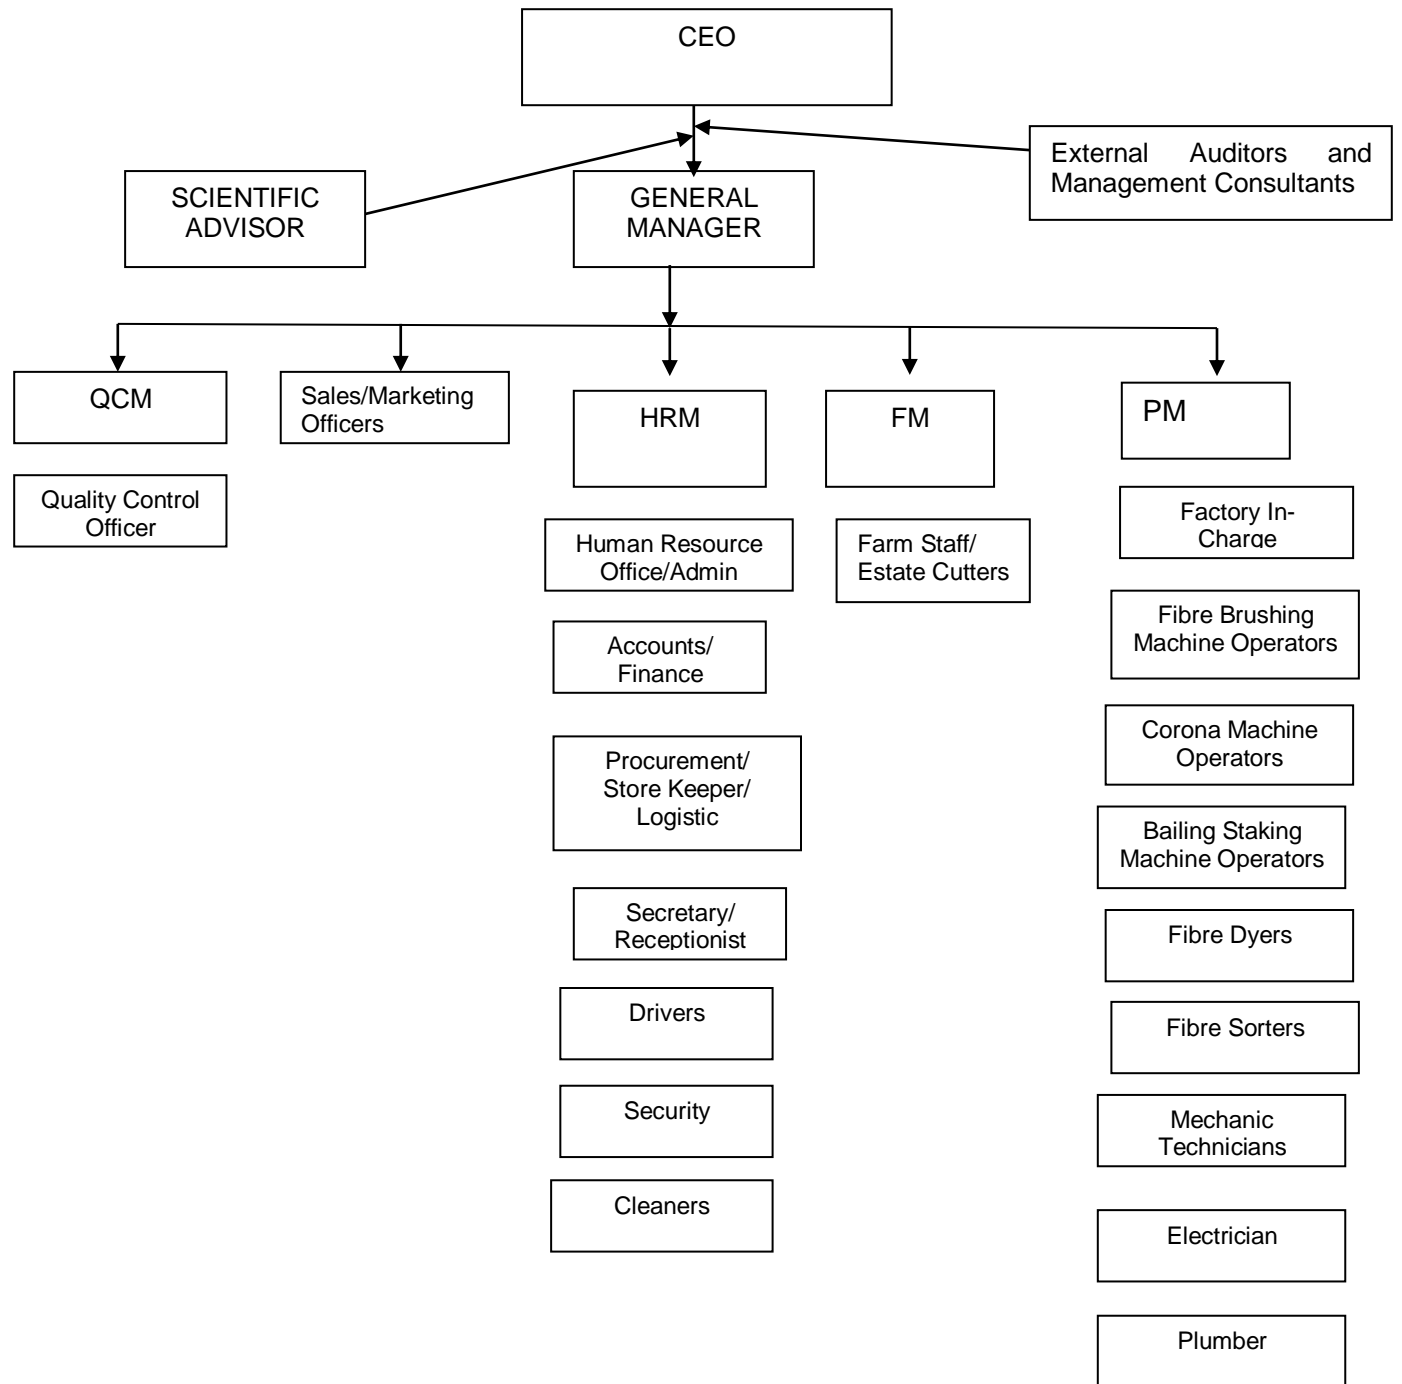 CEO
External Auditors and
Management Consultants
SCIENTIFIC
ADVISOR
GENERAL
MANAGER
QCM
Sales/Marketing
Officers
HRM
FM
PM
Quality Control
Officer
Human Resource
Office/Admin
Accounts/
Finance
Procurement/
Store Keeper/
Logistic
Secretary/
Receptionist
Drivers
Security
Cleaners
Farm Staff/
Estate Cutters
Factory In-
Charge
Fibre Brushing
Machine Operators
Corona Machine
Operators
Bailing Staking
Machine Operators
Fibre Dyers
Fibre Sorters
Mechanic
Technicians
Electrician
Plumber